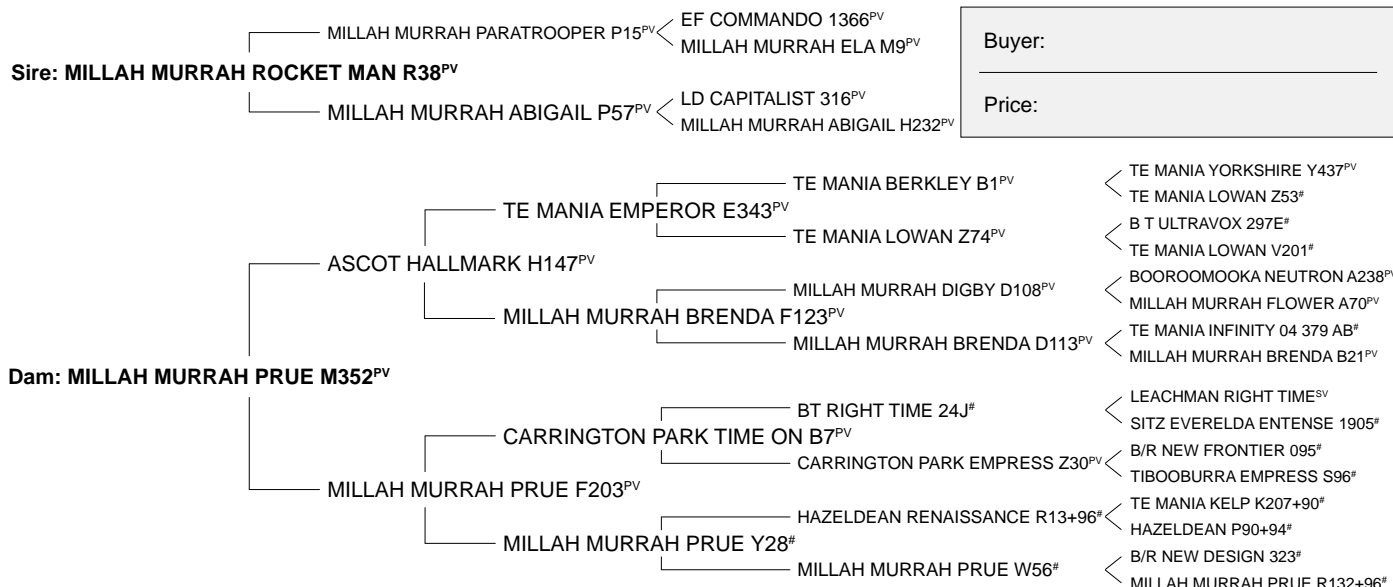 MILLAH MURRAH PARATROOPER P15PV
EF COMMANDO 1366PV
MILLAH MURRAH ELA M9PV
Sire: MILLAH MURRAH ROCKET MAN R38PV
MILLAH MURRAH ABIGAIL P57PV
LD CAPITALIST 316PV
MILLAH MURRAH ABIGAIL H232PV
Buyer:
Price:
TE MANIA YORKSHIRE Y437PV
TE MANIA BERKLEY B1PV
TE MANIA LOWAN Z53#
TE MANIA EMPEROR E343PV
B T ULTRAVOX 297E#
TE MANIA LOWAN Z74PV
TE MANIA LOWAN V201#
ASCOT HALLMARK H147PV
BOOROOMOOKA NEUTRON A238PV
MILLAH MURRAH DIGBY D108PV
MILLAH MURRAH FLOWER A70PV
MILLAH MURRAH BRENDA F123PV
TE MANIA INFINITY 04 379 AB#
MILLAH MURRAH BRENDA D113PV
MILLAH MURRAH BRENDA B21PV
Dam: MILLAH MURRAH PRUE M352PV
LEACHMAN RIGHT TIMESV
BT RIGHT TIME 24J#
SITZ EVERELDA ENTENSE 1905#
CARRINGTON PARK TIME ON B7PV
B/R NEW FRONTIER 095#
CARRINGTON PARK EMPRESS Z30PV
TIBOOBURRA EMPRESS S96#
MILLAH MURRAH PRUE F203PV
TE MANIA KELP K207+90#
HAZELDEAN RENAISSANCE R13+96#
HAZELDEAN P90+94#
MILLAH MURRAH PRUE Y28#
B/R NEW DESIGN 323#
MILLAH MURRAH PRUE W56#
MILLAH MURRAH PRUE R132+96#